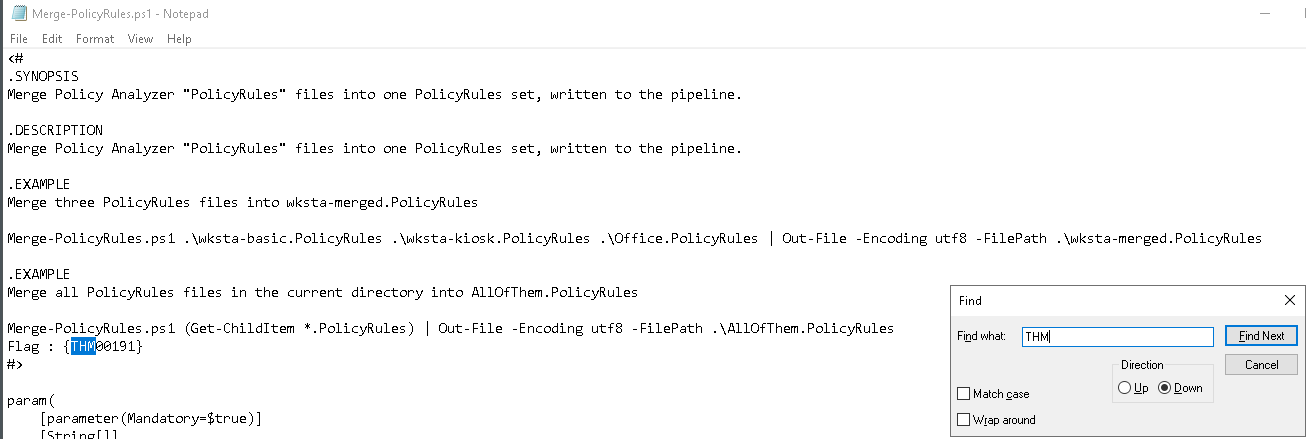 Merge-PolicyRules.ps1 - Notepad
File Edit Format View Help
<#
.SYNOPSIS
Merge Policy Analyzer "PolicyRules" files into one PolicyRules set, written to the pipeline.
.DESCRIPTION
Merge Policy Analyzer "PolicyRules" files into one PolicyRules set, written to the pipeline.
.EXAMPLE
Merge three PolicyRules files into wksta-merged.PolicyRules
Merge-PolicyRules.ps1 .\wksta-basic.PolicyRules .\wksta-kiosk.PolicyRules .\Office.PolicyRules | Out-File -Encoding utf8 -FilePath .\wksta-merged.PolicyRules
.EXAMPLE
Merge all PolicyRules files in the current directory into AllOfThem.PolicyRules
Merge-PolicyRules.ps1 (Get-ChildItem *.PolicyRules) | Out-File -Encoding utf8 -FilePath .\AllOfThem.PolicyRules
Flag : {THM00191}
#>
param(
[parameter(Mandatory=$true)]
[String[]]
Find
Find what: THM
Find Next
Cancel
Direction
Up Down
Match case
Wrap around